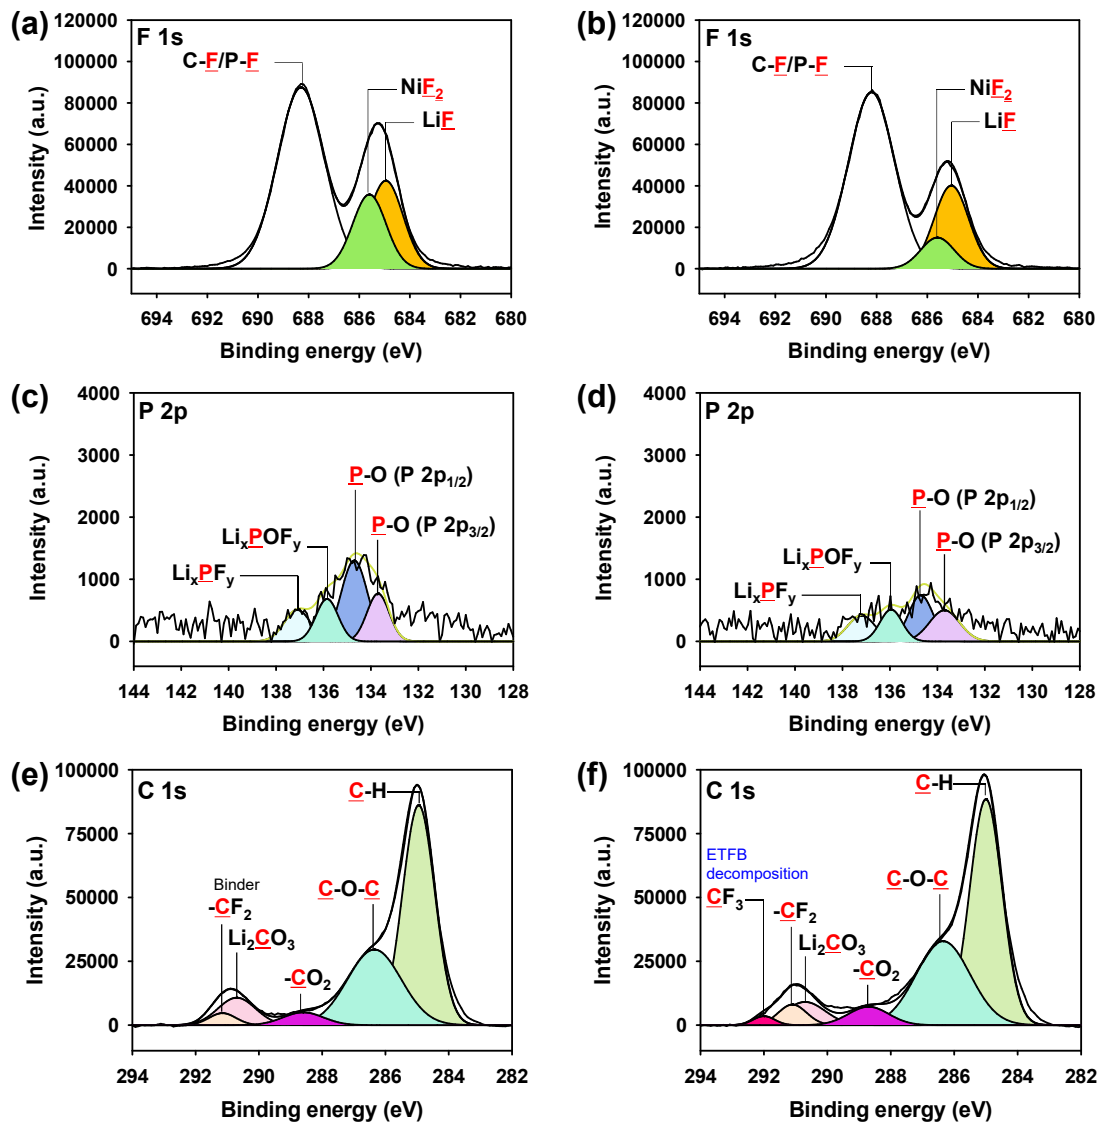 (a)
120000
100000
80000
60000
40000
20000
0
F 1s
C-F/P-F
NiF₂
LiF
Intensity (a.u.)
694 692 690 688 686 684 682 680
Binding energy (eV)
(b)
120000
100000
80000
60000
40000
20000
0
F 1s
C-F/P-F
NiF₂
LiF
Intensity (a.u.)
694 692 690 688 686 684 682 680
Binding energy (eV)
(c)
4000
3000
2000
1000
0
P 2p
P-O (P 2p₁/₂)
P-O (P 2p₃/₂)
LiₓPOFᵧ
LiₓPFᵧ
Intensity (a.u.)
144 142 140 138 136 134 132 130 128
Binding energy (eV)
(d)
4000
3000
2000
1000
0
P 2p
P-O (P 2p₁/₂)
P-O (P 2p₃/₂)
LiₓPOFᵧ
LiₓPFᵧ
Intensity (a.u.)
144 142 140 138 136 134 132 130 128
Binding energy (eV)
(e)
100000
75000
50000
25000
0
C 1s
C-H
C-O-C
Binder
-CF₂
Li₂CO₃
-CO₂
Intensity (a.u.)
294 292 290 288 286 284 282
Binding energy (eV)
(f)
100000
75000
50000
25000
0
C 1s
C-H
ETFB
decomposition
C-O-C
CF₃
-CF₂
Li₂CO₃
-CO₂
Intensity (a.u.)
294 292 290 288 286 284 282
Binding energy (eV)